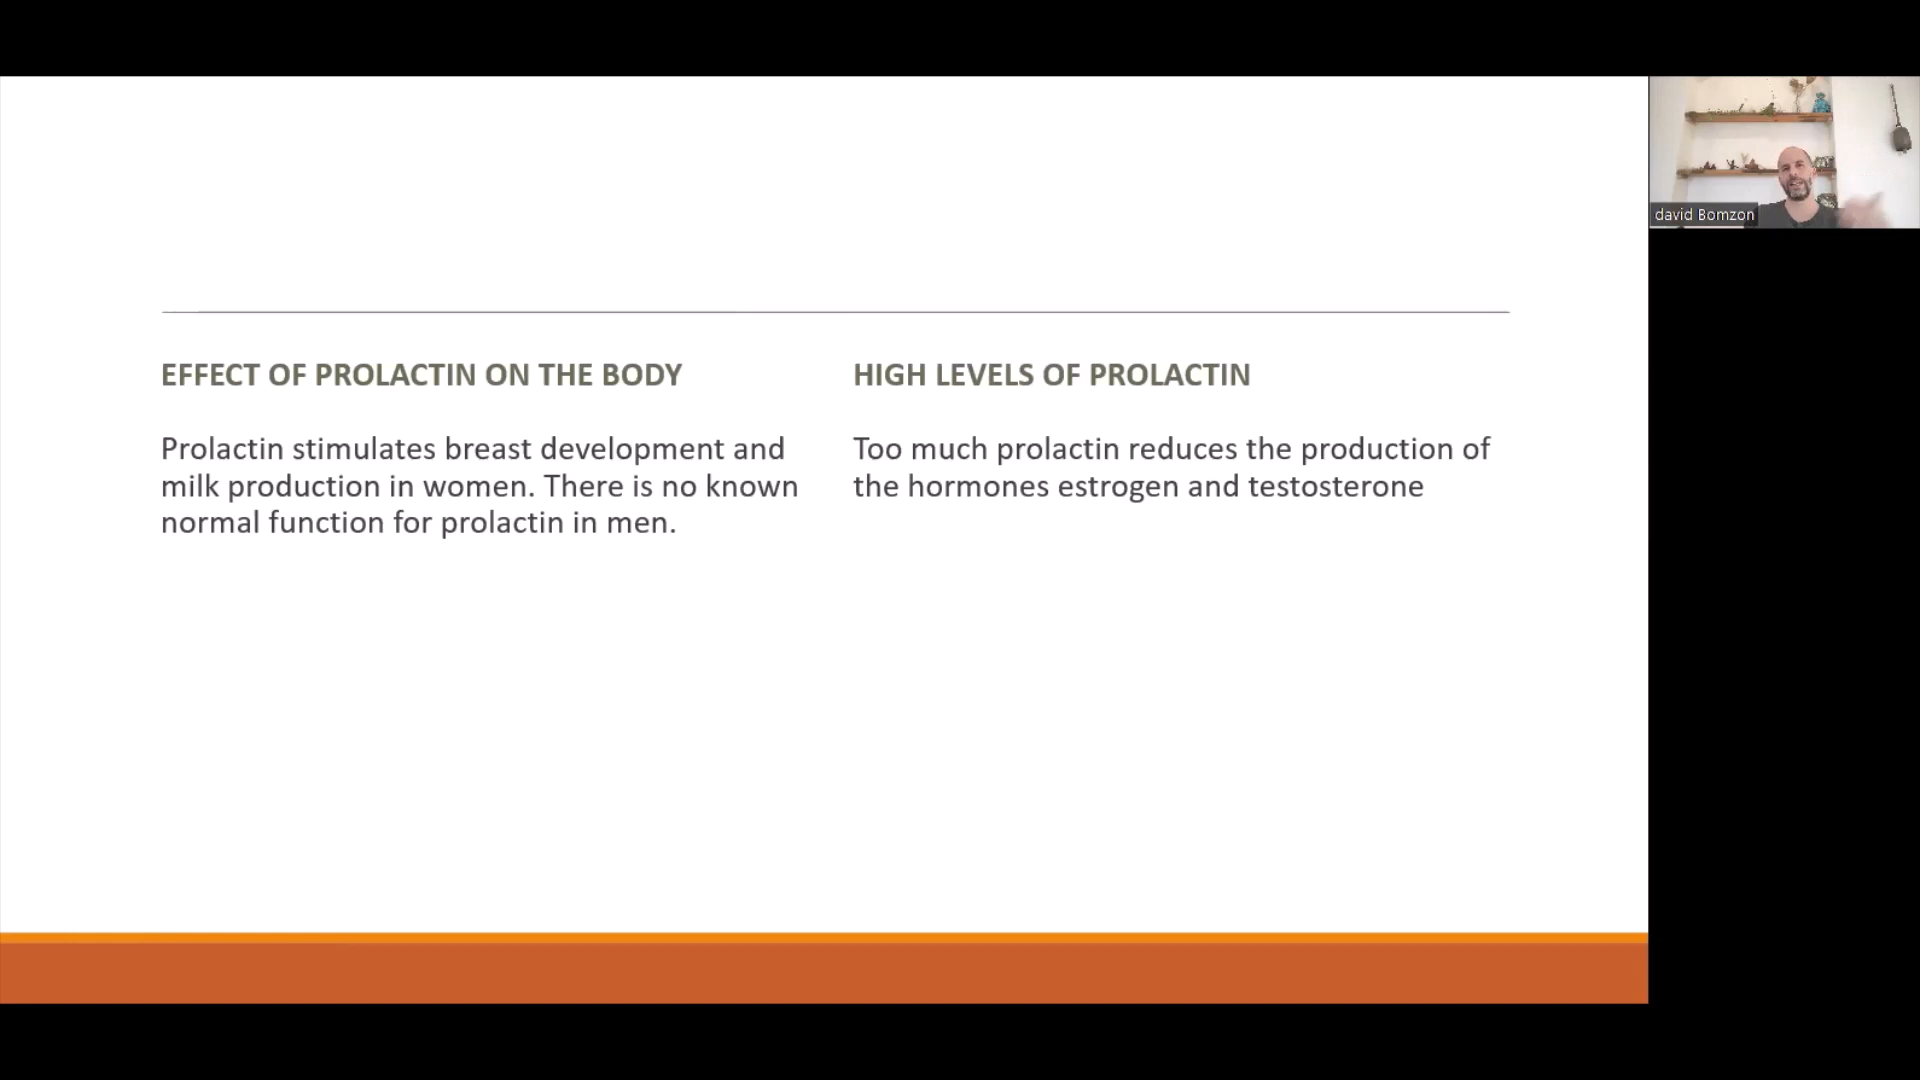 EFFECT OF PROLACTIN ON THE BODY
Prolactin stimulates breast development and
milk production in women. There is no known
normal function for prolactin in men.
HIGH LEVELS OF PROLACTIN
Too much prolactin reduces the production of
the hormones estrogen and testosterone
david Bomzon